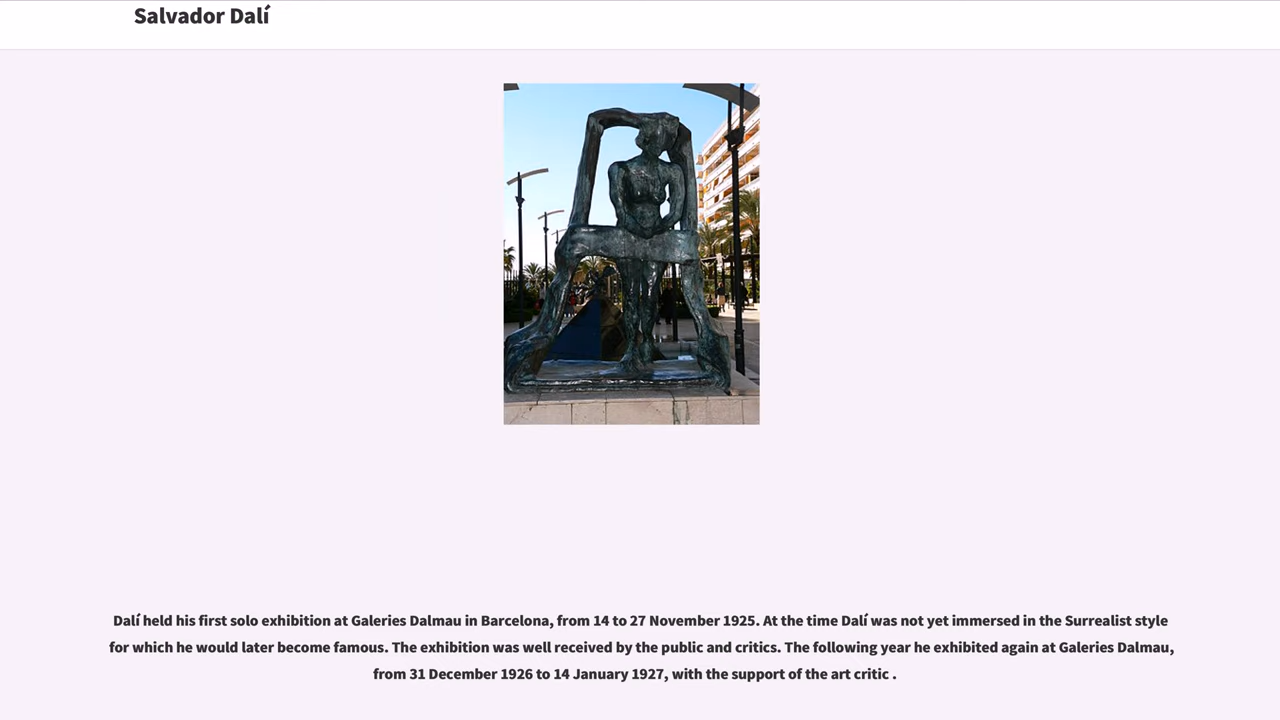 Salvador Dalí
Dalí held his first solo exhibition at Galeries Dalmau in Barcelona, from 14 to 27 November 1925. At the time Dalí was not yet immersed in the Surrealist style
for which he would later become famous. The exhibition was well received by the public and critics. The following year he exhibited again at Galeries Dalmau,
from 31 December 1926 to 14 January 1927, with the support of the art critic .